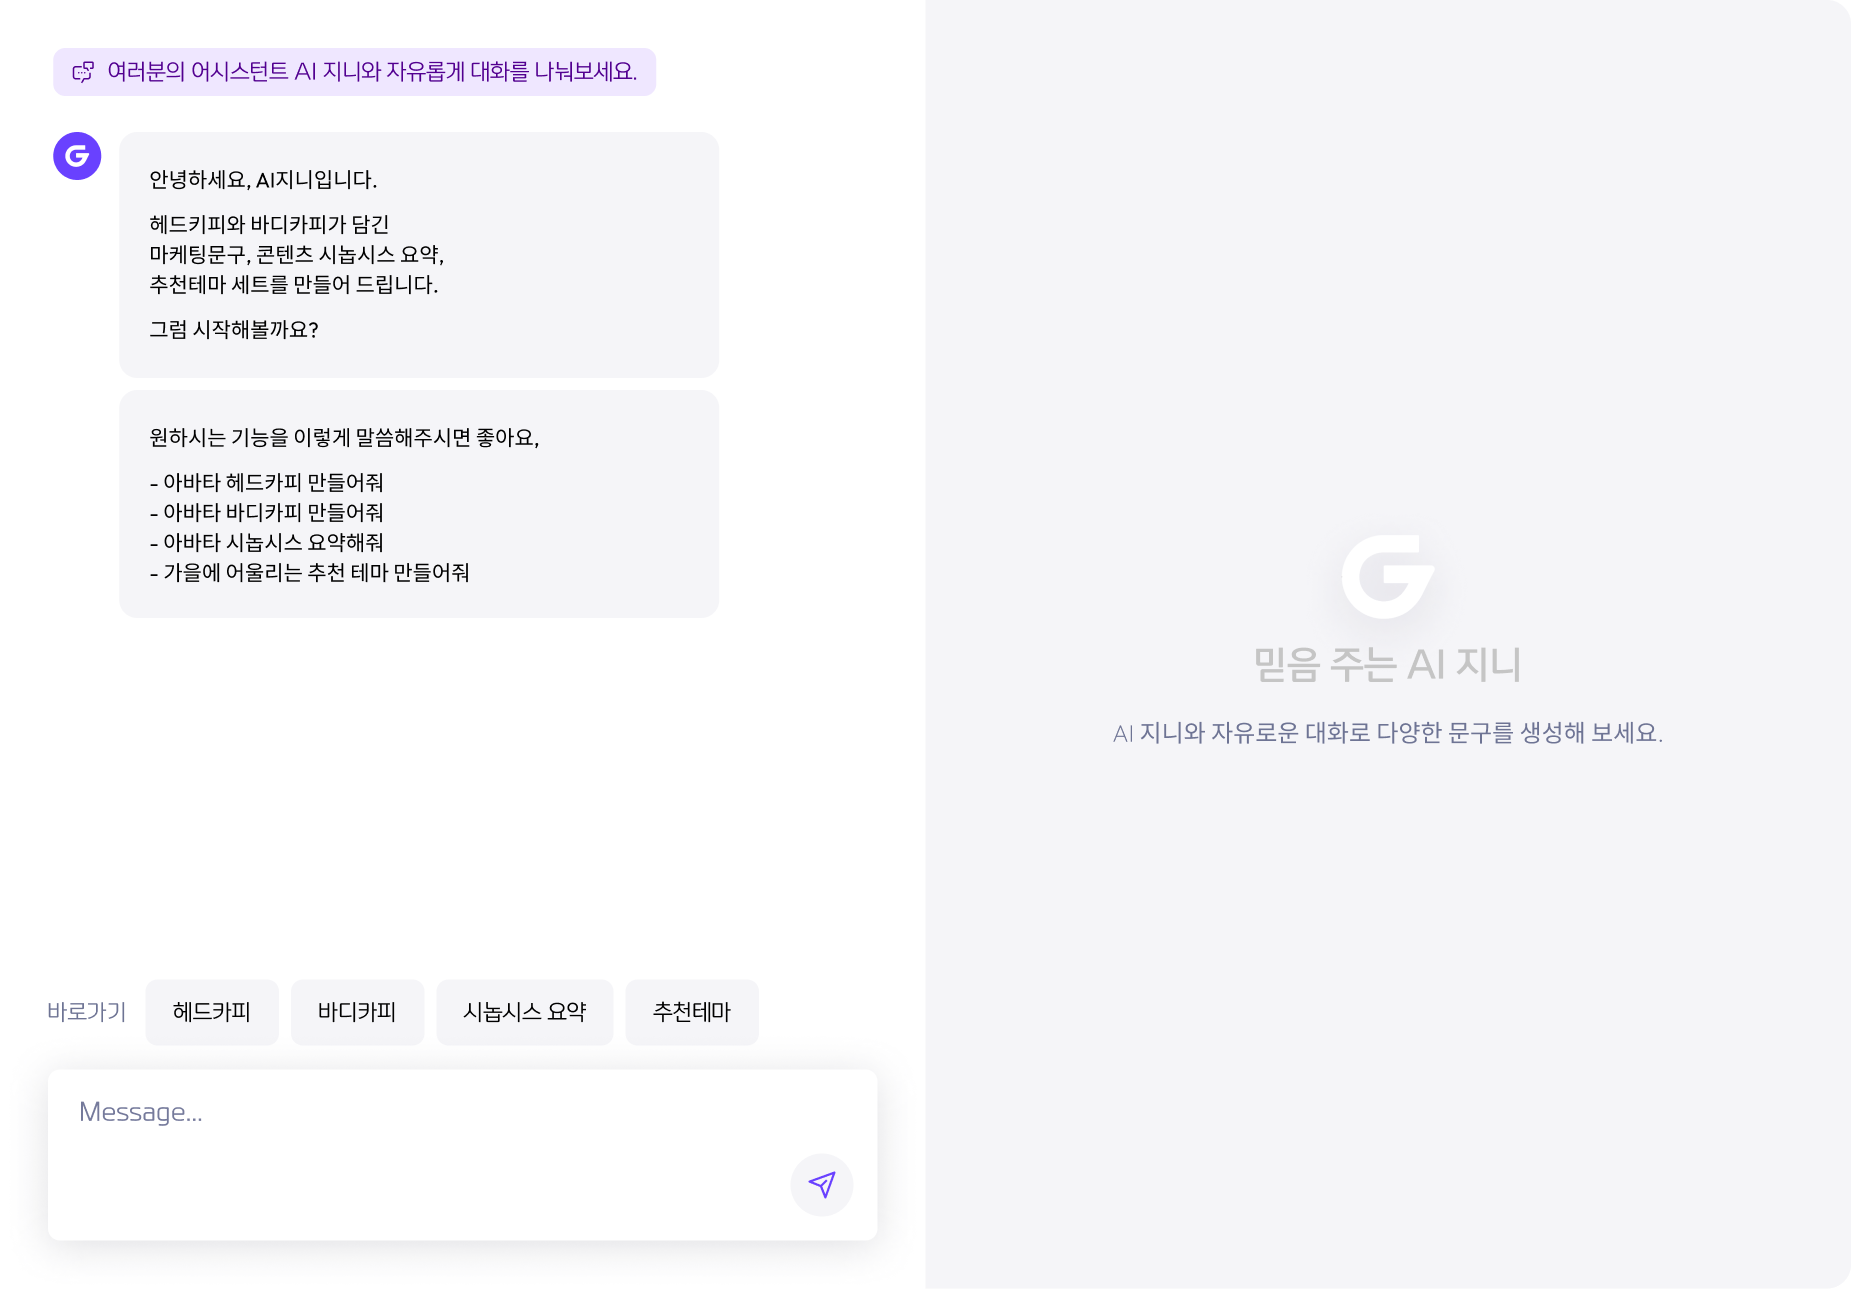 여러분의 어시스턴트 AI 지니와 자유롭게 대화를 나눠보세요.
안녕하세요, AI지니입니다.
헤드키피와 바디카피가 담긴
마케팅문구, 콘텐츠 시놉시스 요약,
추천테마 세트를 만들어 드립니다.
그럼 시작해볼까요?
원하시는 기능을 이렇게 말씀해주시면 좋아요,
- 아바타 헤드카피 만들어줘
- 아바타 바디카피 만들어줘
- 아바타 시놉시스 요약해줘
- 가을에 어울리는 추천 테마 만들어줘
바로가기 헤드카피 바디카피 시놉시스 요약 추천테마
Message...
믿음 주는 AI 지니
AI 지니와 자유로운 대화로 다양한 문구를 생성해 보세요.